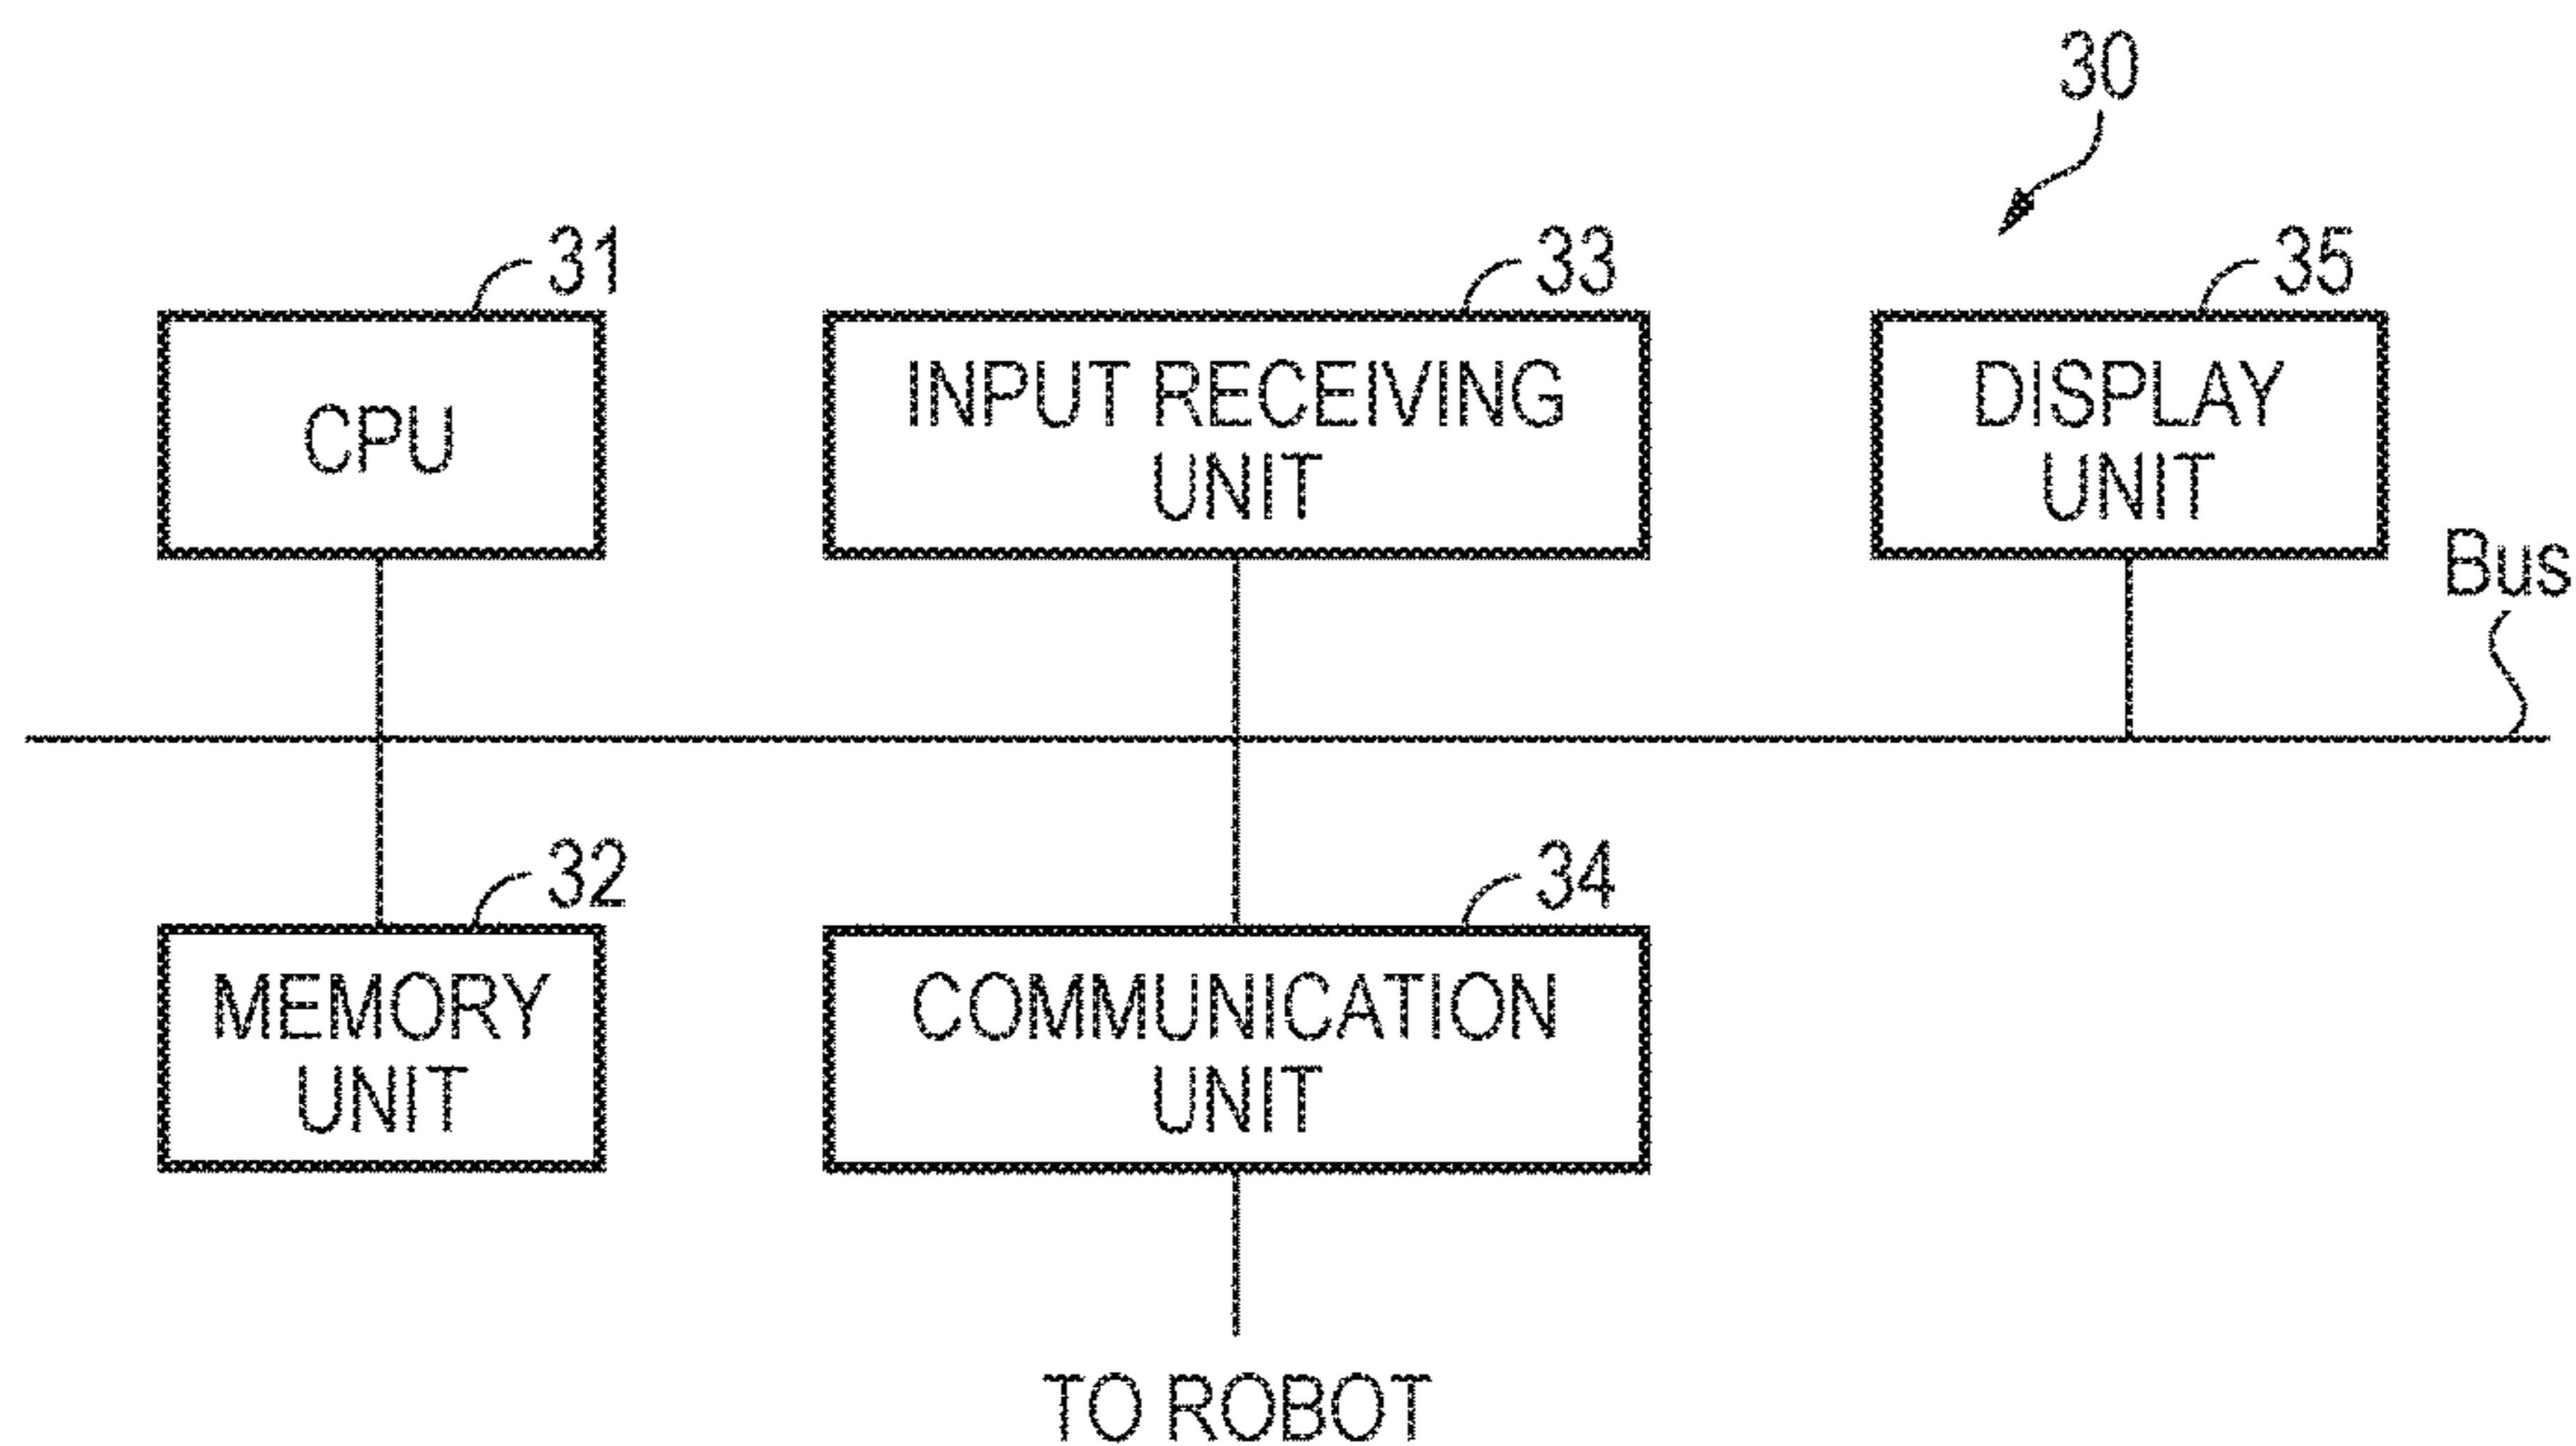 30
31
33
35
CPU
INPUT RECEIVING
UNIT
DISPLAY
UNIT
Bus
32
34
MEMORY
UNIT
COMMUNICATION
UNIT
TO ROBOT